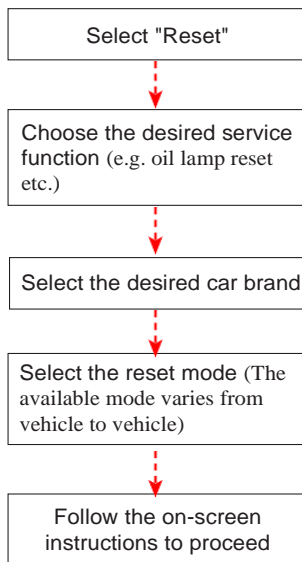 Select "Reset"
Choose the desired service
function (e.g. oil lamp reset
etc.)
Select the desired car brand
Select the reset mode (The
available mode varies from
vehicle to vehicle)
Follow the on-screen
instructions to proceed